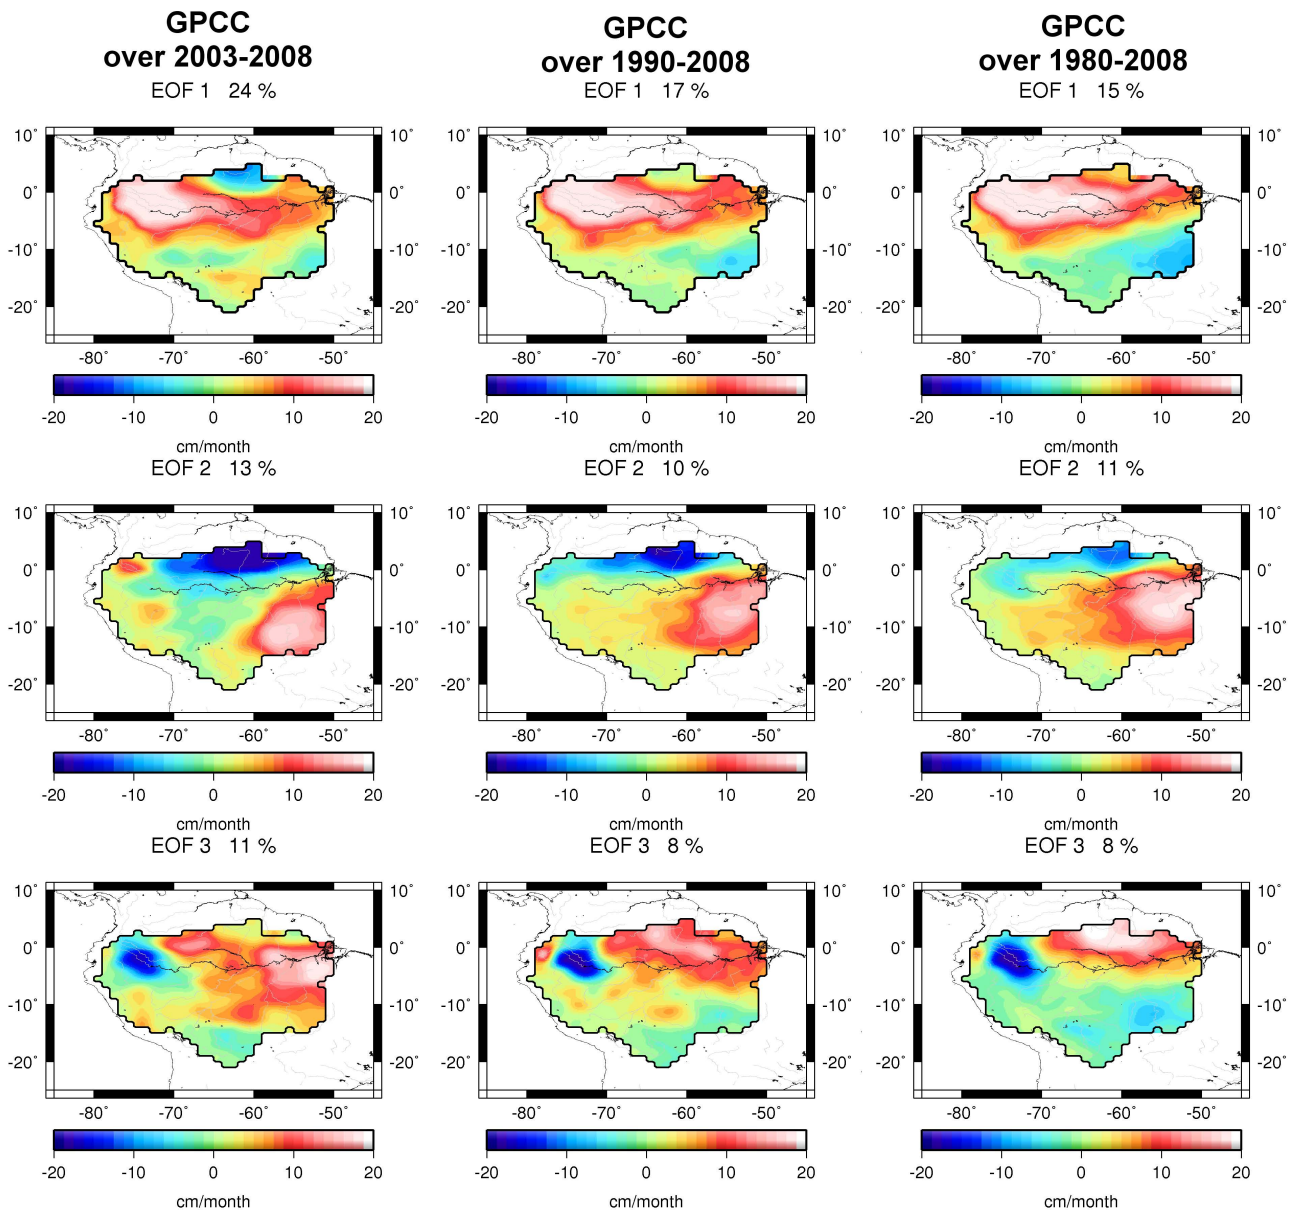 GPCC
over 2003-2008
EOF 1 24 %
GPCC
over 1990-2008
EOF 1 17 %
GPCC
over 1980-2008
EOF 1 15 %
10° 10° 10° 10° 10° 10°
0° 0° 0° 0° 0° 0°
-10° -10° -10° -10° -10° -10°
-20° -20° -20° -20° -20° -20°
-80° -70° -60° -50° -80° -70° -60° -50° -80° -70° -60° -50°
-20 -10 0 10 20 -20 -10 0 10 20 -20 -10 0 10 20
cm/month cm/month cm/month
EOF 2 13 % EOF 2 10 % EOF 2 11 %
10° 10° 10° 10° 10° 10°
0° 0° 0° 0° 0° 0°
-10° -10° -10° -10° -10° -10°
-20° -20° -20° -20° -20° -20°
-80° -70° -60° -50° -80° -70° -60° -50° -80° -70° -60° -50°
-20 -10 0 10 20 -20 -10 0 10 20 -20 -10 0 10 20
cm/month cm/month cm/month
EOF 3 11 % EOF 3 8 % EOF 3 8 %
10° 10° 10° 10° 10° 10°
0° 0° 0° 0° 0° 0°
-10° -10° -10° -10° -10° -10°
-20° -20° -20° -20° -20° -20°
-80° -70° -60° -50° -80° -70° -60° -50° -80° -70° -60° -50°
-20 -10 0 10 20 -20 -10 0 10 20 -20 -10 0 10 20
cm/month cm/month cm/month